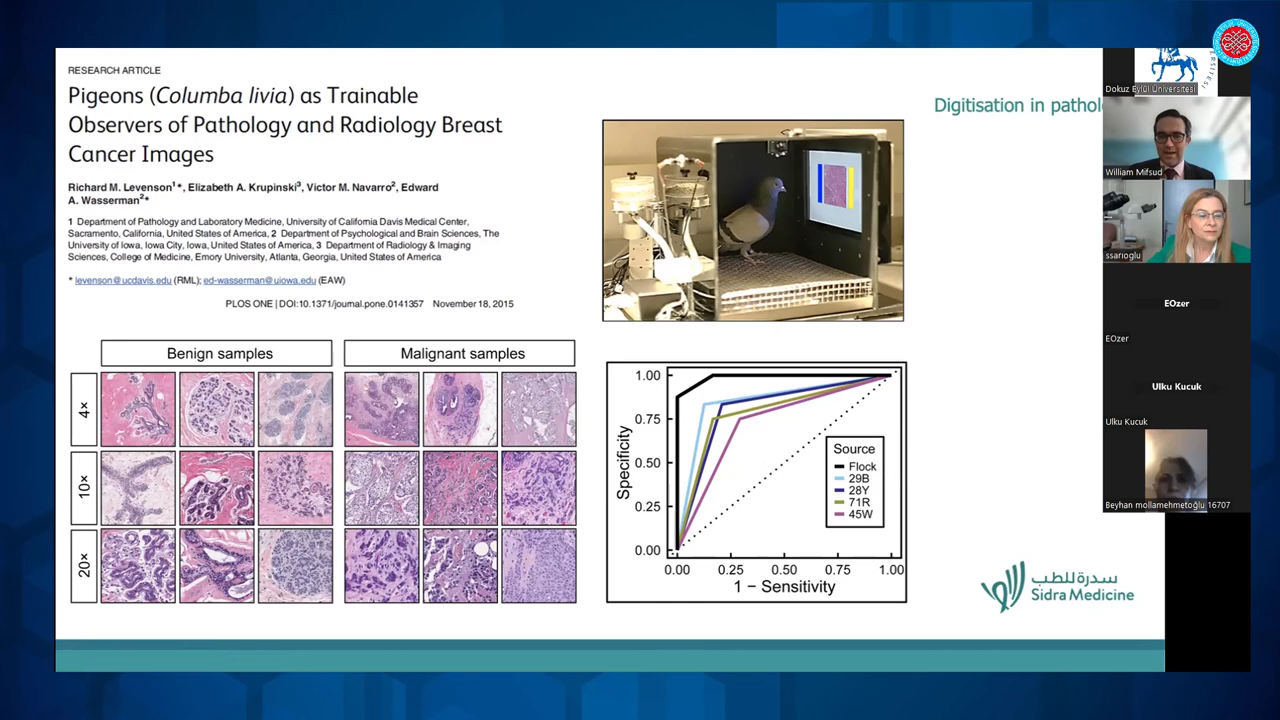 RESEARCH ARTICLE
Pigeons (Columba livia) as Trainable
Observers of Pathology and Radiology Breast
Cancer Images
Richard M. Levenson1*, Elizabeth A. Krupinski3, Victor M. Navarro2, Edward
A. Wasserman2*
1 Department of Pathology and Laboratory Medicine, University of California Davis Medical Center,
Sacramento, California, United States of America, 2 Department of Psychological and Brain Sciences, The
University of Iowa, Iowa City, Iowa, United States of America, 3 Department of Radiology & Imaging
Sciences, College of Medicine, Emory University, Atlanta, Georgia, United States of America
* levenson@ucdavis.edu (RML); ed-wasserman@uiowa.edu (EAW)
PLOS ONE | DOI:10.1371/journal.pone.0141357 November 18, 2015
Benign samples
Malignant samples
4×
10×
20×
Digitisation in pathol
1.00
0.75
0.50
0.25
0.00
Specificity
0.00 0.25 0.50 0.75 1.00
1 − Sensitivity
Source
Flock
29B
28Y
71R
45W
سدرة للطب
Sidra Medicine
Dokuz Eylül Üniversitesi
William Mifsud
ssarioglu
EOzer
EOzer
Ulku Kucuk
Ulku Kucuk
Beyhan mollamehmetoğlu 16707